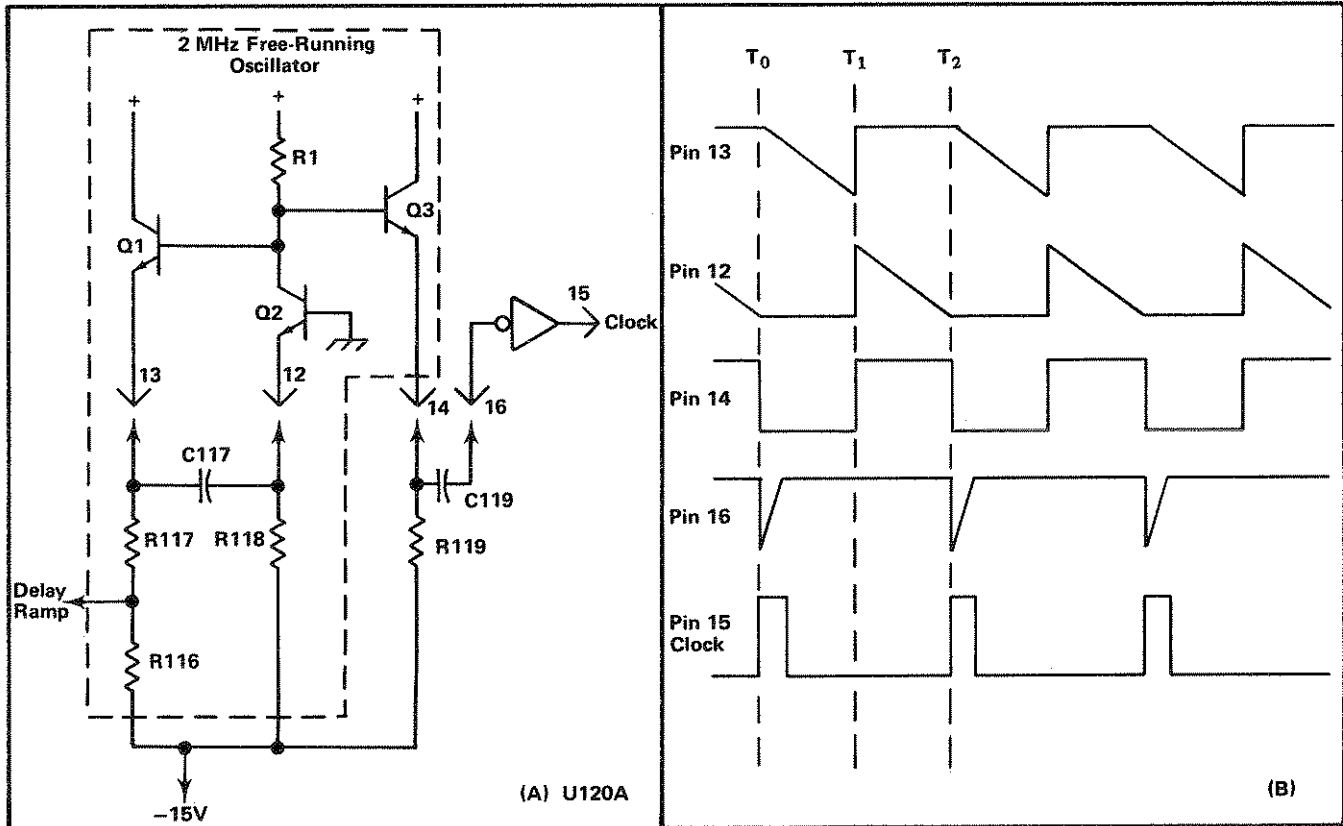 2 MHz Free-Running
Oscillator
+
+
+
R1
Q1
Q3
Q2
15
Clock
13
12
14
16
C117
C119
R117
R118
R119
Delay
Ramp
R116
−15V
(A) U120A
T0
T1
T2
Pin 13
Pin 12
Pin 14
Pin 16
Pin 15
Clock
(B)